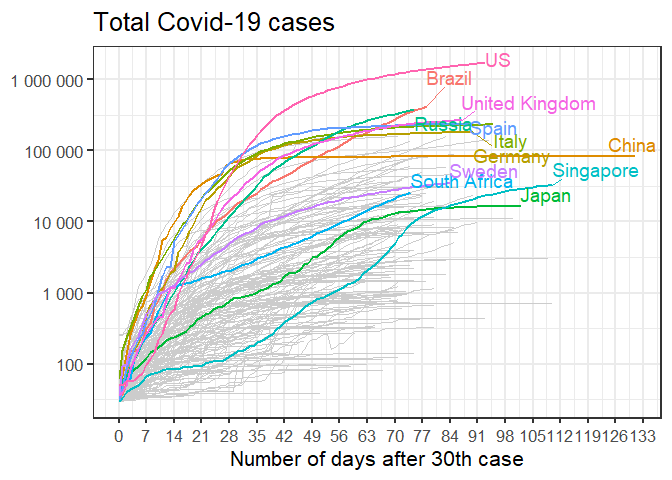 Total Covid-19 cases
1 000 000
100 000
10 000
1 000
100
US
Brazil
United Kingdom
Russia
Spain
Italy
China
Germany
Singapore
Sweden
South Africa
Japan
0 7 14 21 28 35 42 49 56 63 70 77 84 91 98 105 112 119 126 133
Number of days after 30th case